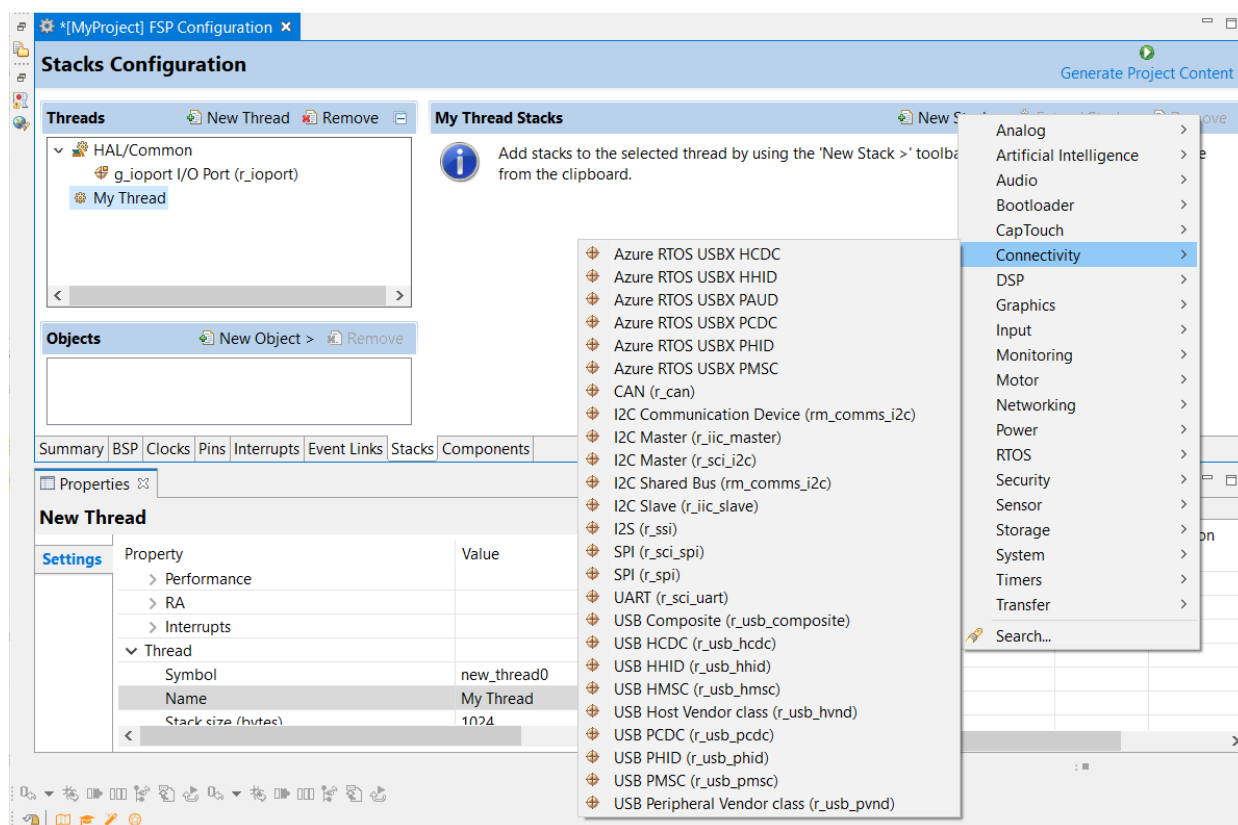 *[MyProject] FSP Configuration
Stacks Configuration
Generate Project Content
Threads
New Thread
Remove
HAL/Common
g_ioport I/O Port (r_ioport)
My Thread
Objects
New Object >
Remove
My Thread Stacks
New
Add stacks to the selected thread by using the 'New Stack >'
from the clipboard.
Analog
Artificial Intelligence
Audio
Bootloader
CapTouch
Connectivity
DSP
Graphics
Input
Monitoring
Motor
Networking
Power
RTOS
Security
Sensor
Storage
System
Timers
Transfer
Search...
Azure RTOS USBX HCDC
Azure RTOS USBX HHID
Azure RTOS USBX PAUD
Azure RTOS USBX PCDC
Azure RTOS USBX PHID
Azure RTOS USBX PMSC
CAN (r_can)
I2C Communication Device (rm_comms_i2c)
I2C Master (r_iic_master)
I2C Master (r_sci_i2c)
I2C Shared Bus (rm_comms_i2c)
I2C Slave (r_iic_slave)
I2S (r_ssi)
SPI (r_sci_spi)
SPI (r_spi)
UART (r_sci_uart)
USB Composite (r_usb_composite)
USB HCDC (r_usb_hcdc)
USB HHID (r_usb_hhid)
USB HMSC (r_usb_hmsc)
USB Host Vendor class (r_usb_hvnd)
USB PCDC (r_usb_pcdc)
USB PHID (r_usb_phid)
USB PMSC (r_usb_pmsc)
USB Peripheral Vendor class (r_usb_pvnd)
Summary BSP Clocks Pins Interrupts Event Links Stacks Components
Properties
New Thread
Settings
Property Value
Performance
RA
Interrupts
Thread
Symbol new_thread0
Name My Thread
Stack size (bytes) 1024